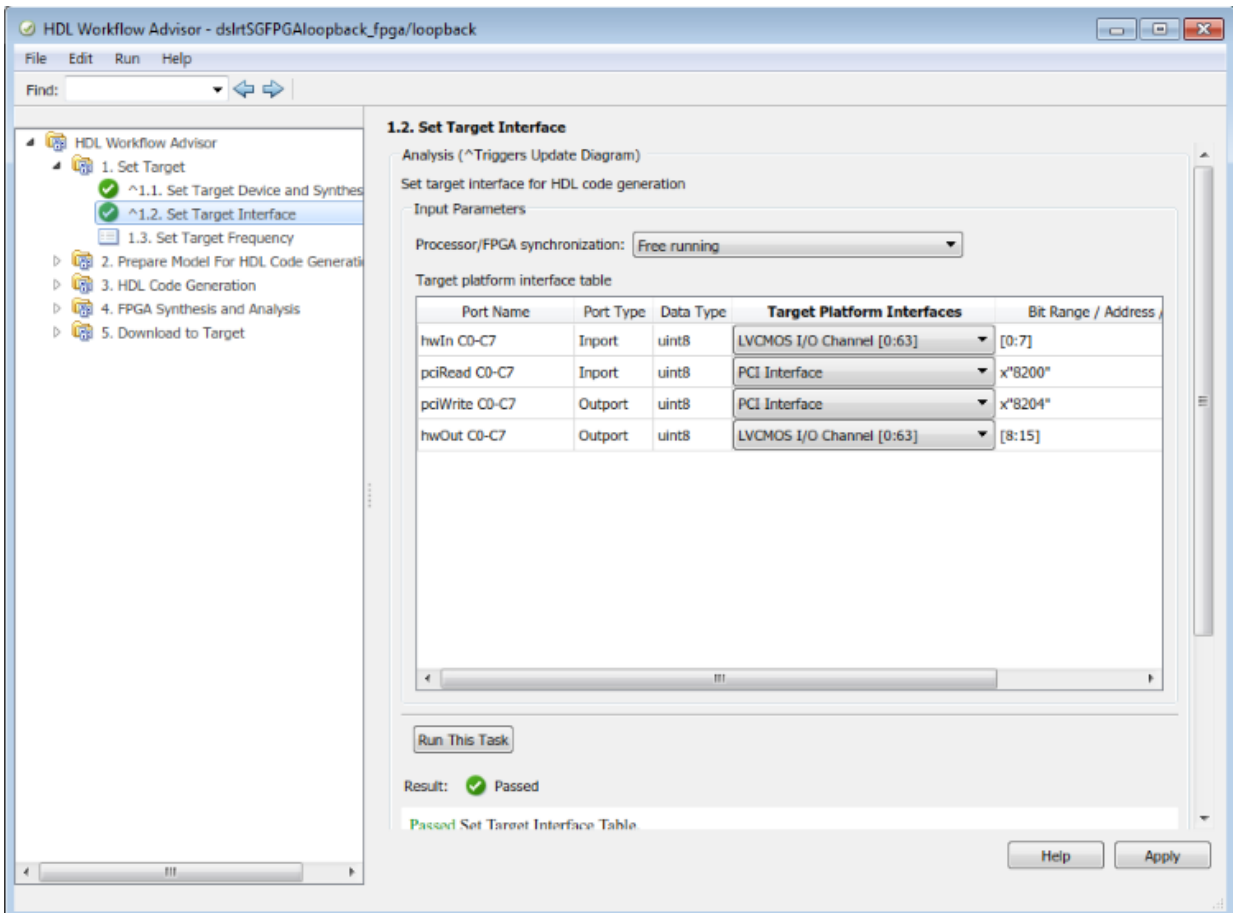 HDL Workflow Advisor - dslrtSGFPGAloopback_fpga/loopback
File Edit Run Help
Find:
HDL Workflow Advisor
1. Set Target
^1.1. Set Target Device and Synthes
^1.2. Set Target Interface
1.3. Set Target Frequency
2. Prepare Model For HDL Code Generati
3. HDL Code Generation
4. FPGA Synthesis and Analysis
5. Download to Target
1.2. Set Target Interface
Analysis (^Triggers Update Diagram)
Set target interface for HDL code generation
Input Parameters
Processor/FPGA synchronization: Free running
Target platform interface table
Port Name Port Type Data Type Target Platform Interfaces Bit Range / Address /
hwIn C0-C7 Inport uint8 LVCMOS I/O Channel [0:63] [0:7]
pciRead C0-C7 Inport uint8 PCI Interface x"8200"
pciWrite C0-C7 Outport uint8 PCI Interface x"8204"
hwOut C0-C7 Outport uint8 LVCMOS I/O Channel [0:63] [8:15]
Run This Task
Result: Passed
Passed Set Target Interface Table.
Help Apply